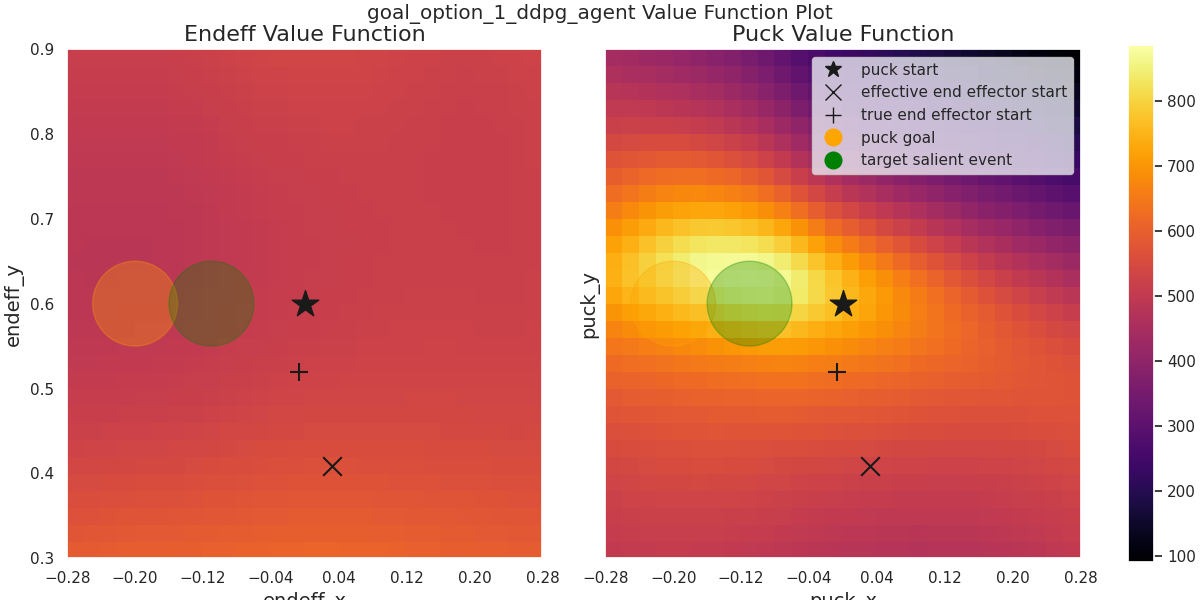 goal_option_1_ddpg_agent Value Function Plot
Endeff Value Function
endeff_y
0.9
0.8
0.7
0.6
0.5
0.4
0.3
−0.28 −0.20 −0.12 −0.04 0.04 0.12 0.20 0.28
endeff_x
Puck Value Function
puck start
effective end effector start
true end effector start
puck goal
target salient event
puck_y
−0.28 −0.20 −0.12 −0.04 0.04 0.12 0.20 0.28
puck_x
800
700
600
500
400
300
200
100